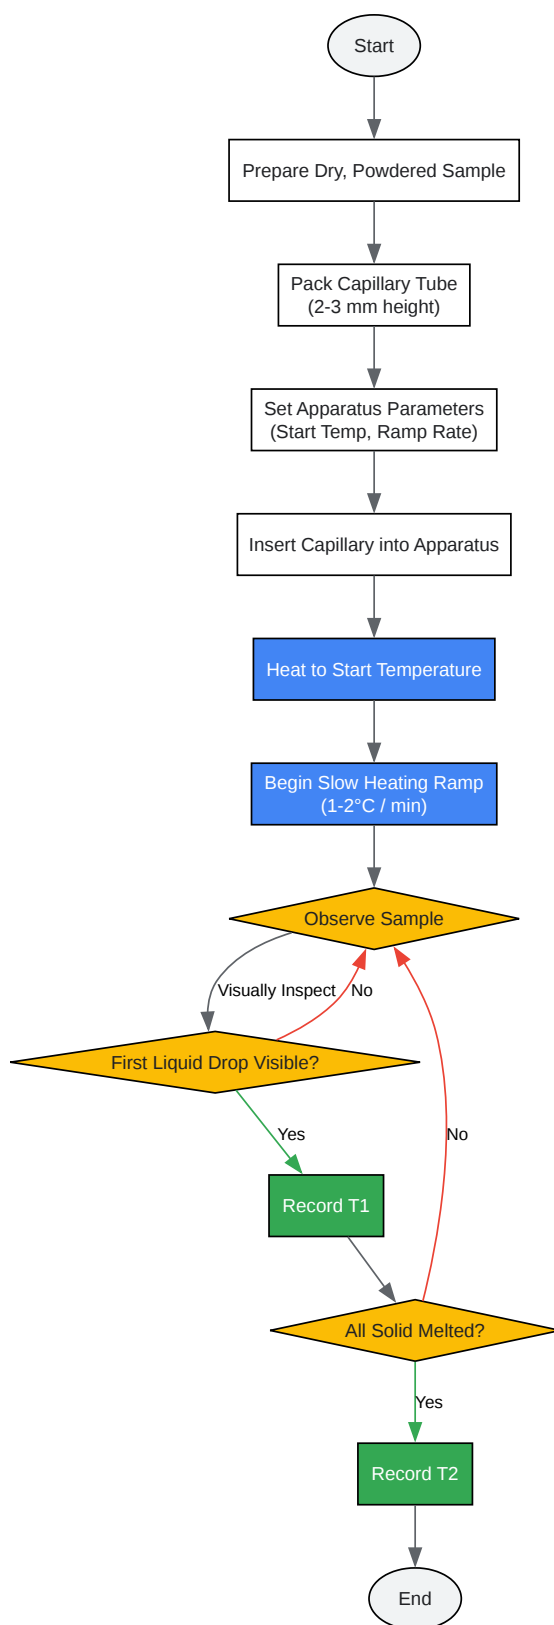 Start
Prepare Dry, Powdered Sample
Pack Capillary Tube
(2-3 mm height)
Set Apparatus Parameters
(Start Temp, Ramp Rate)
Insert Capillary into Apparatus
Heat to Start Temperature
Begin Slow Heating Ramp
(1-2°C / min)
Observe Sample
Visually Inspect
No
First Liquid Drop Visible?
Yes
No
Record T1
All Solid Melted?
Yes
Record T2
End